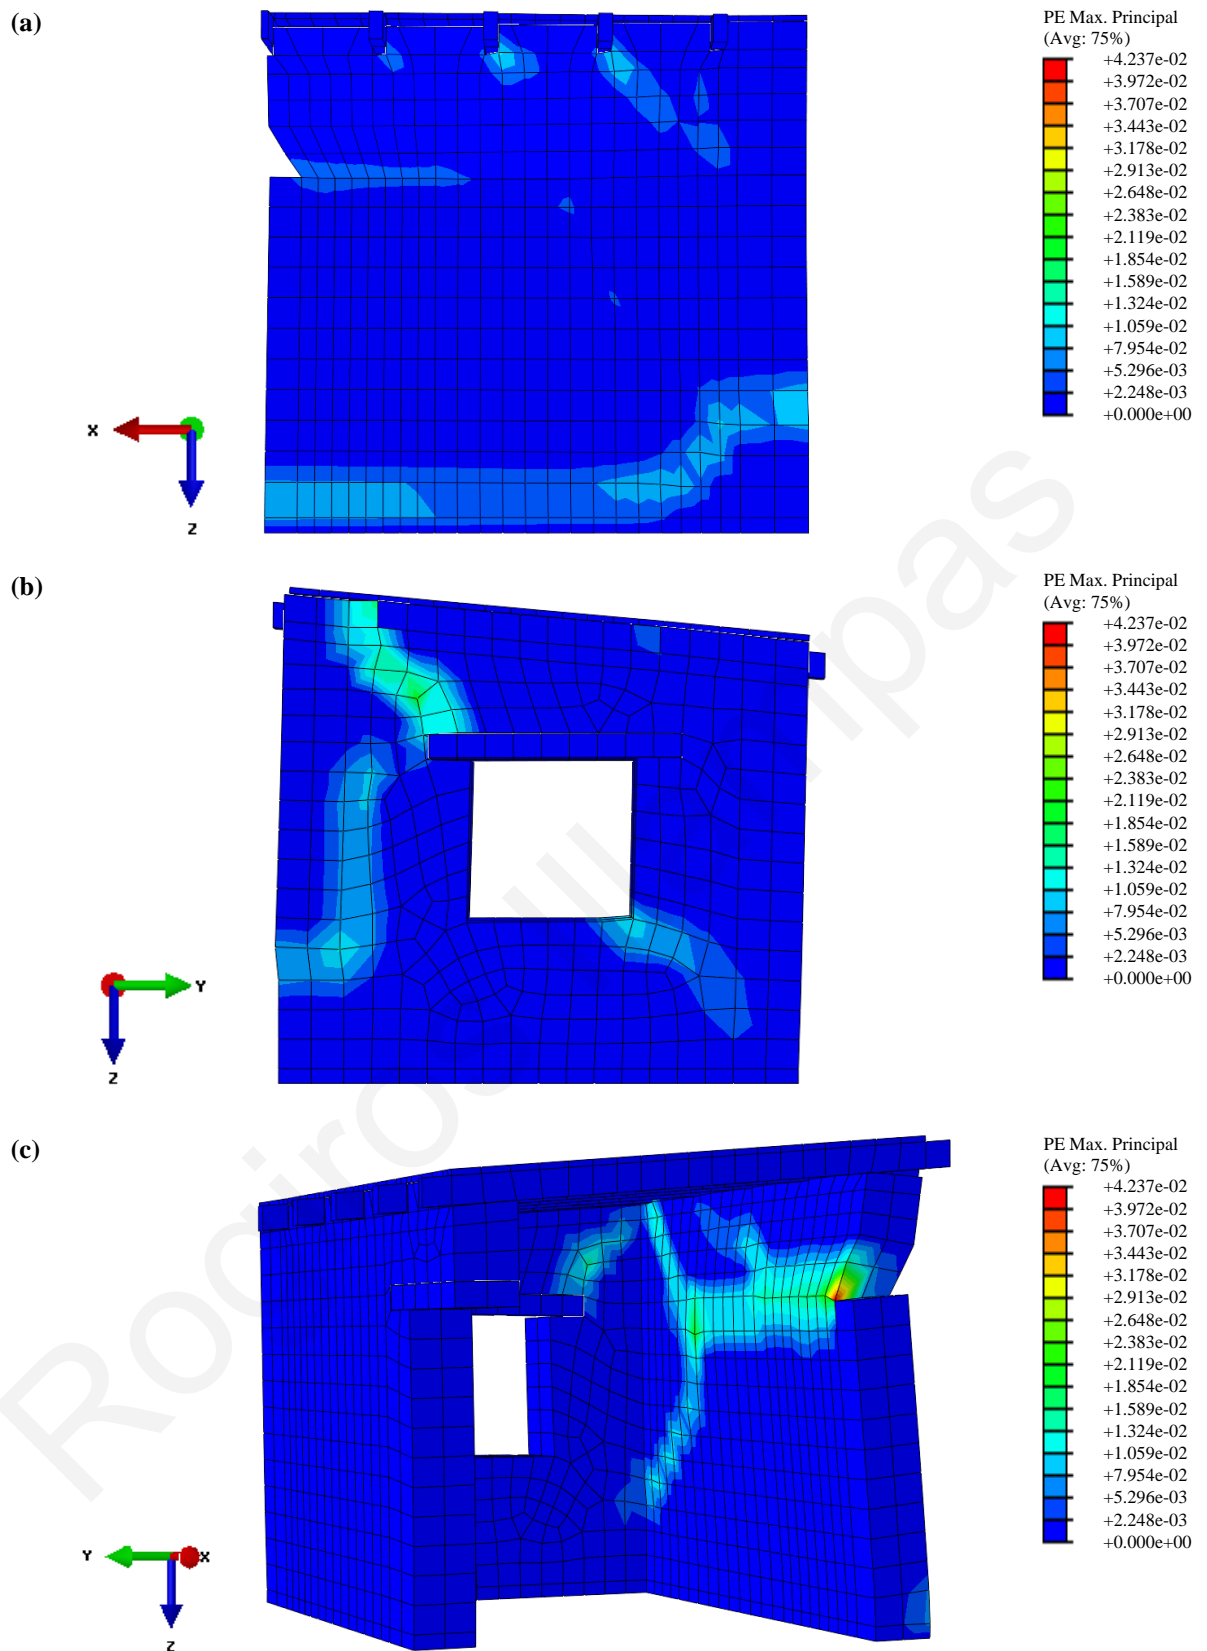 (a)
PE Max. Principal
(Avg: 75%)
+4.237e-02
+3.972e-02
+3.707e-02
+3.443e-02
+3.178e-02
+2.913e-02
+2.648e-02
+2.383e-02
+2.119e-02
+1.854e-02
+1.589e-02
+1.324e-02
+1.059e-02
+7.954e-02
+5.296e-03
+2.248e-03
+0.000e+00
X
Z
(b)
PE Max. Principal
(Avg: 75%)
+4.237e-02
+3.972e-02
+3.707e-02
+3.443e-02
+3.178e-02
+2.913e-02
+2.648e-02
+2.383e-02
+2.119e-02
+1.854e-02
+1.589e-02
+1.324e-02
+1.059e-02
+7.954e-02
+5.296e-03
+2.248e-03
+0.000e+00
Y
Z
(c)
PE Max. Principal
(Avg: 75%)
+4.237e-02
+3.972e-02
+3.707e-02
+3.443e-02
+3.178e-02
+2.913e-02
+2.648e-02
+2.383e-02
+2.119e-02
+1.854e-02
+1.589e-02
+1.324e-02
+1.059e-02
+7.954e-02
+5.296e-03
+2.248e-03
+0.000e+00
Y
X
Z